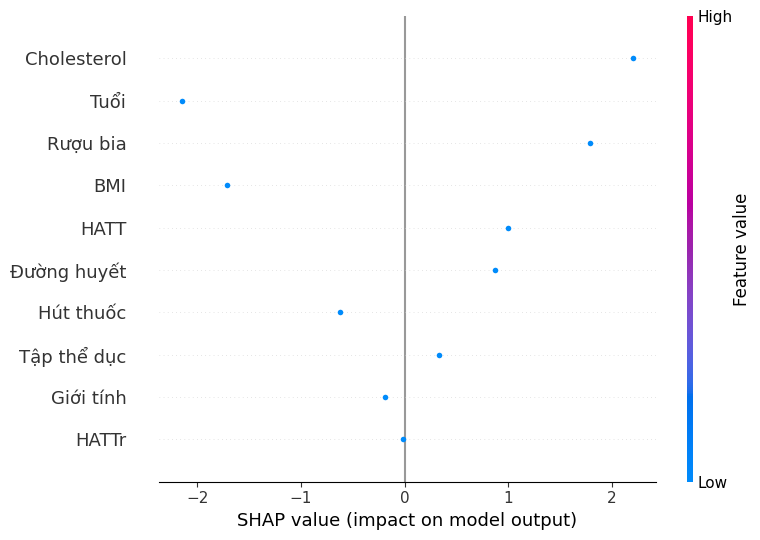 High
Cholesterol
Tuổi
Rượu bia
BMI
HATT
Đường huyết
Hút thuốc
Tập thể dục
Giới tính
HATTr
Feature value
Low
−2 −1 0 1 2
SHAP value (impact on model output)